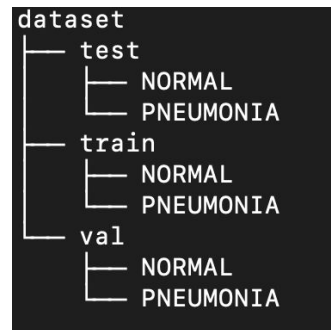 dataset
├── test
│   ├── NORMAL
│   └── PNEUMONIA
├── train
│   ├── NORMAL
│   └── PNEUMONIA
└── val
    ├── NORMAL
    └── PNEUMONIA